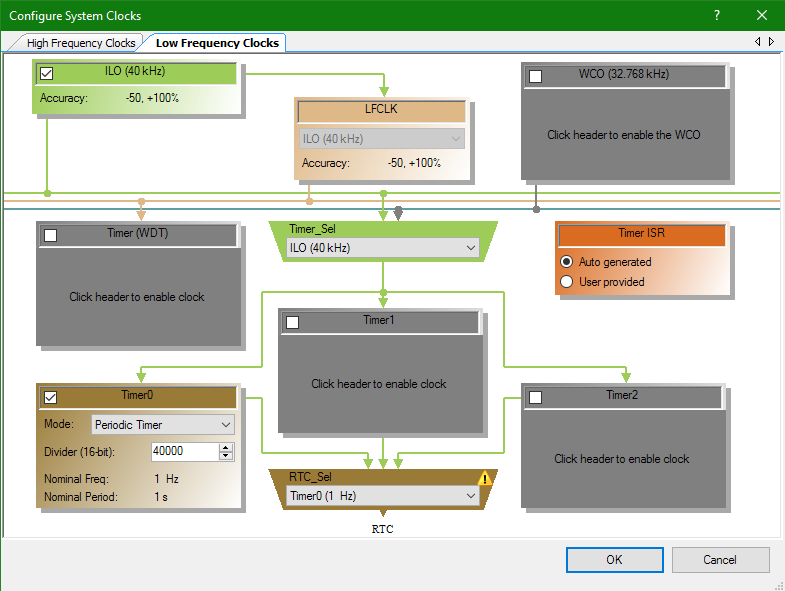 Configure System Clocks
?
High Frequency Clocks
Low Frequency Clocks
ILO (40 kHz)
Accuracy: -50, +100%
LFCLK
ILO (40 kHz)
Accuracy: -50, +100%
WCO (32.768 kHz)
Click header to enable the WCO
Timer (WDT)
Click header to enable clock
Timer_Sel
ILO (40 kHz)
Timer ISR
Auto generated
User provided
Timer1
Click header to enable clock
Timer0
Mode: Periodic Timer
Divider (16-bit): 40000
Nominal Freq: 1 Hz
Nominal Period: 1 s
Timer2
Click header to enable clock
RTC_Sel
Timer0 (1 Hz)
RTC
OK
Cancel